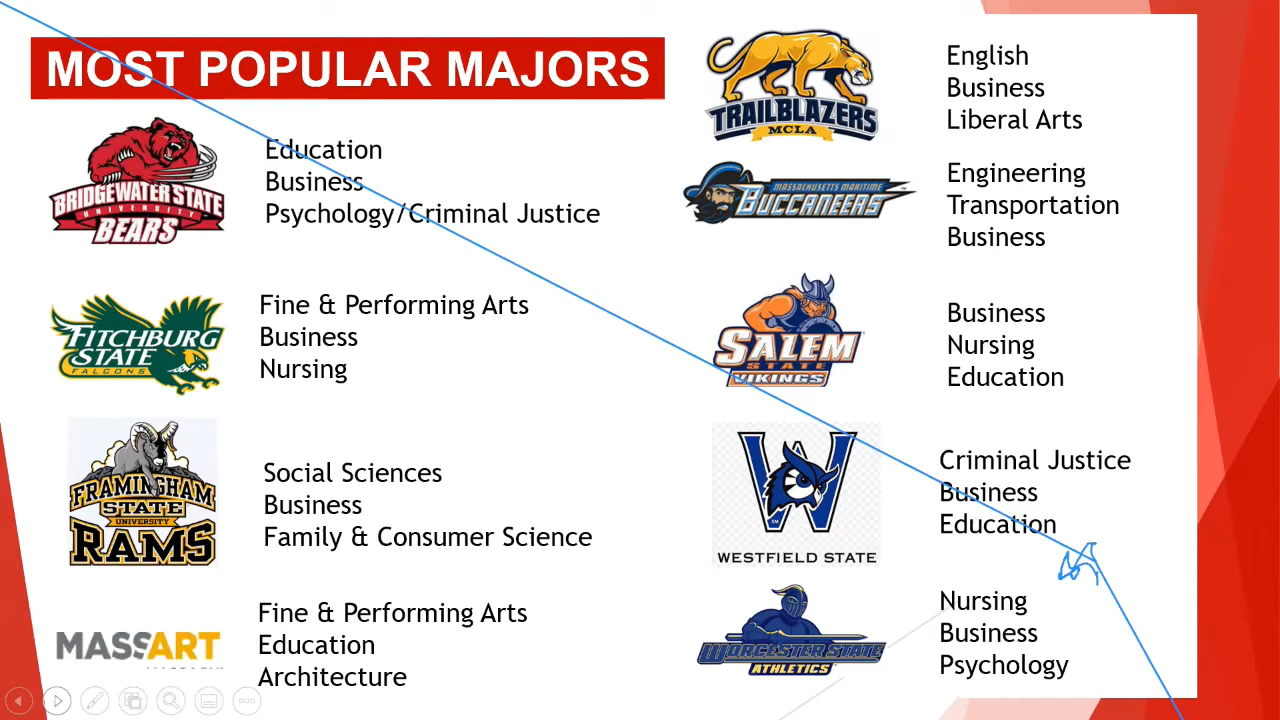 MOST POPULAR MAJORS
BRIDGEWATER STATE
UNIVERSITY
BEARS
Education
Business
Psychology/Criminal Justice
FITCHBURG
STATE
FALCONS
Fine & Performing Arts
Business
Nursing
FRAMINGHAM
STATE
UNIVERSITY
RAMS
Social Sciences
Business
Family & Consumer Science
MASSART
Fine & Performing Arts
Education
Architecture
TRAILBLAZERS
MCLA
English
Business
Liberal Arts
MASSACHUSETTS MARITIME
BUCCANEERS
Engineering
Transportation
Business
SALEM
STATE
VIKINGS
Business
Nursing
Education
W
SM
WESTFIELD STATE
Criminal Justice
Business
Education
WORCESTER STATE
ATHLETICS
Nursing
Business
Psychology